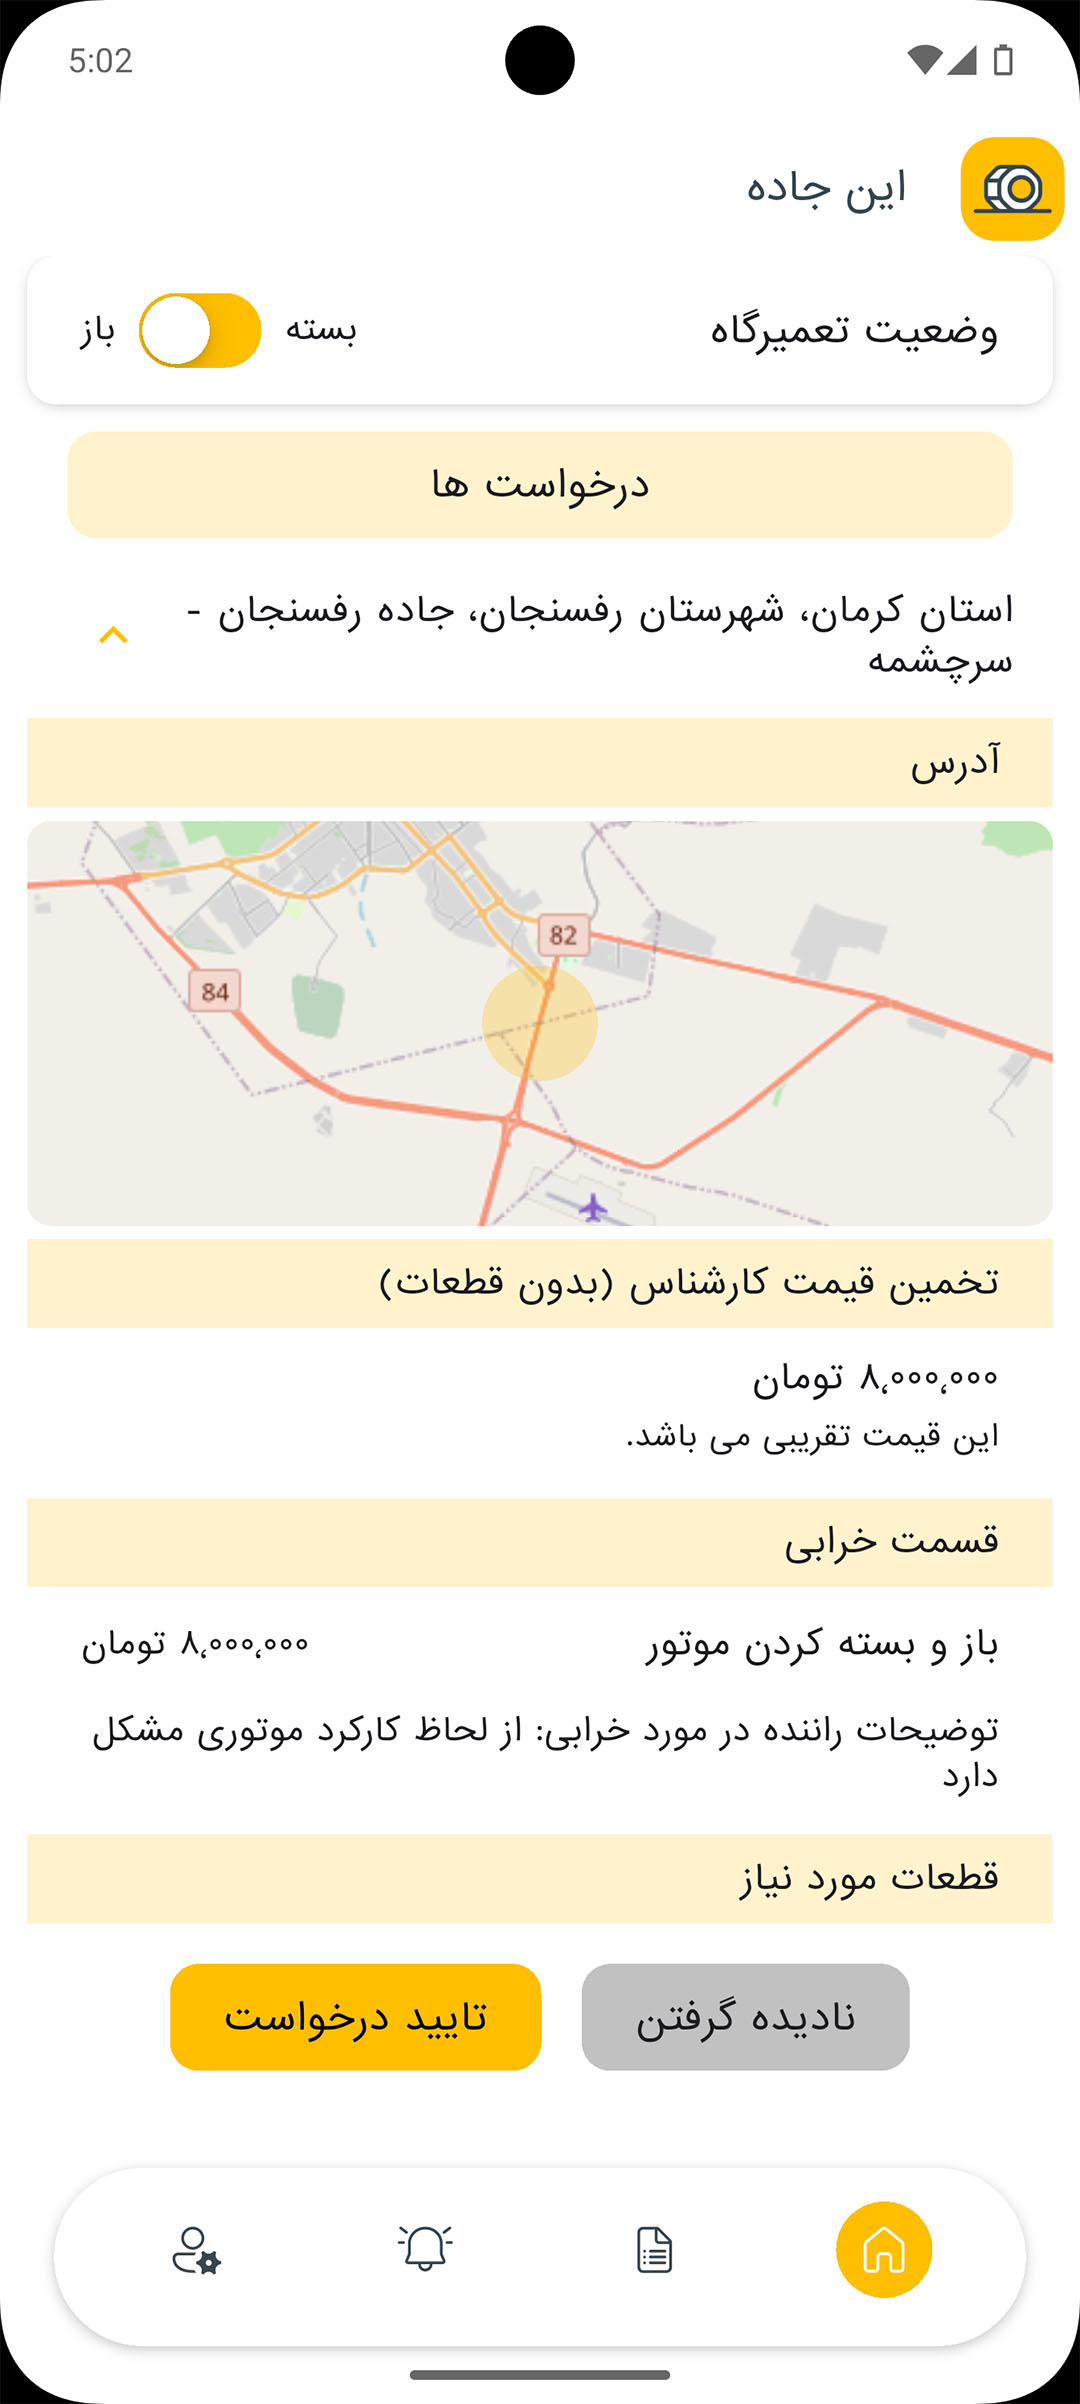 5:02
این جاده
وضعیت تعمیرگاه
بسته
باز
درخواست ها
استان کرمان، شهرستان رفسنجان، جاده رفسنجان -
سرچشمه
آدرس
82
84
تخمین قیمت کارشناس (بدون قطعات)
۸،۰۰۰،۰۰۰ تومان
این قیمت تقریبی می باشد.
قسمت خرابی
باز و بسته کردن موتور
۸،۰۰۰،۰۰۰ تومان
توضیحات راننده در مورد خرابی: از لحاظ کارکرد موتوری مشکل
دارد
قطعات مورد نیاز
نادیده گرفتن
تایید درخواست